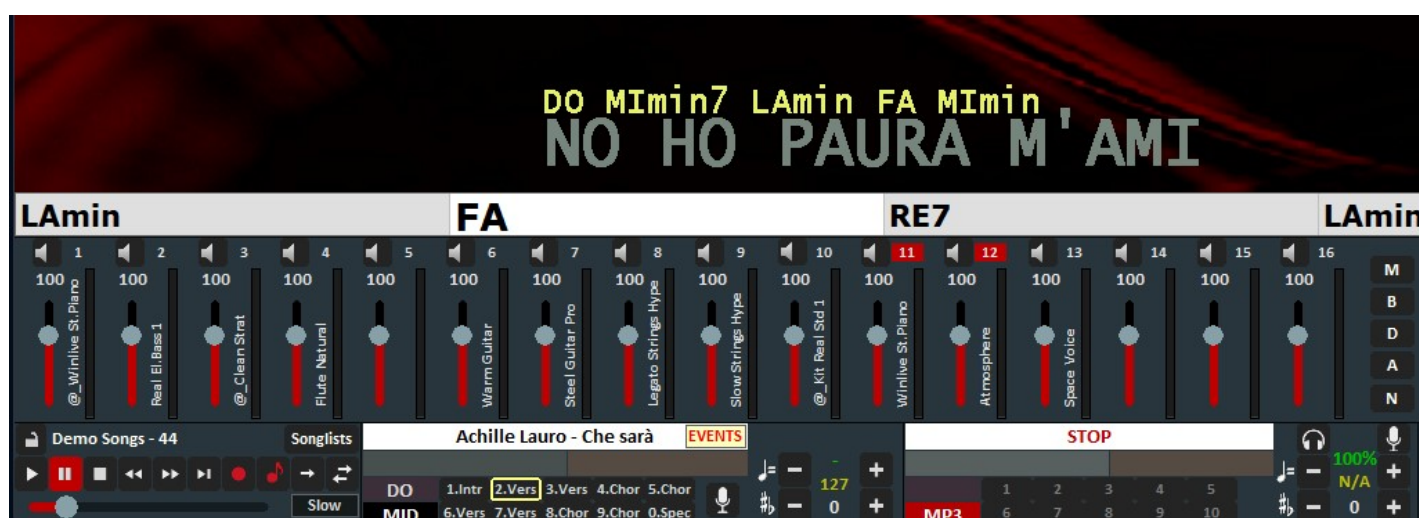 DO MImin7 LAmin FA MImin
NO HO PAURA M'AMI
LAmin FA RE7 LAmin
1 2 3 4 5 6 7 8 9 10 11 12 13 14 15 16
100 100 100 100 100 100 100 100 100 100 100 100 100 100 100 100
@_Winlive St.Piano
Real El.Bass 1
@_Clean Strat
Flute Natural
Warm Guitar
Steel Guitar Pro
Legato Strings Hype
Slow Strings Hype
@_Kit Real Std 1
Winlive St.Piano
Atmosphere
Space Voice
M
B
D
A
N
Demo Songs - 44 Songlists
Slow
Achille Lauro - Che sarà EVENTS
- 127
DO 1.Intr 2.Vers 3.Vers 4.Chor 5.Chor
MID 6.Vers 7.Vers 8.Chor 9.Chor 0.Spec
0
STOP
100%
N/A
1 2 3 4 5
MP3 6 7 8 9 10
0